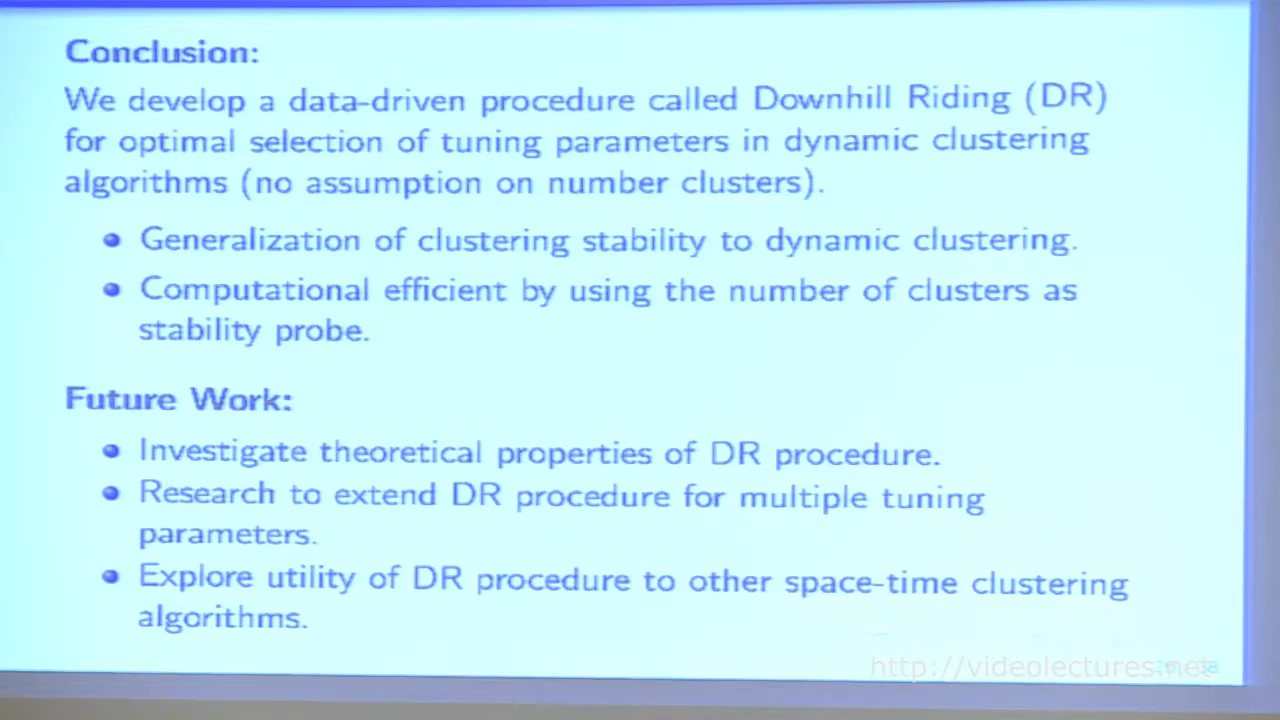 Conclusion:
We develop a data-driven procedure called Downhill Riding (DR)
for optimal selection of tuning parameters in dynamic clustering
algorithms (no assumption on number clusters).
Generalization of clustering stability to dynamic clustering.
Computational efficient by using the number of clusters as
stability probe.
Future Work:
Investigate theoretical properties of DR procedure.
Research to extend DR procedure for multiple tuning
parameters.
Explore utility of DR procedure to other space-time clustering
algorithms.
http://videolectures.net